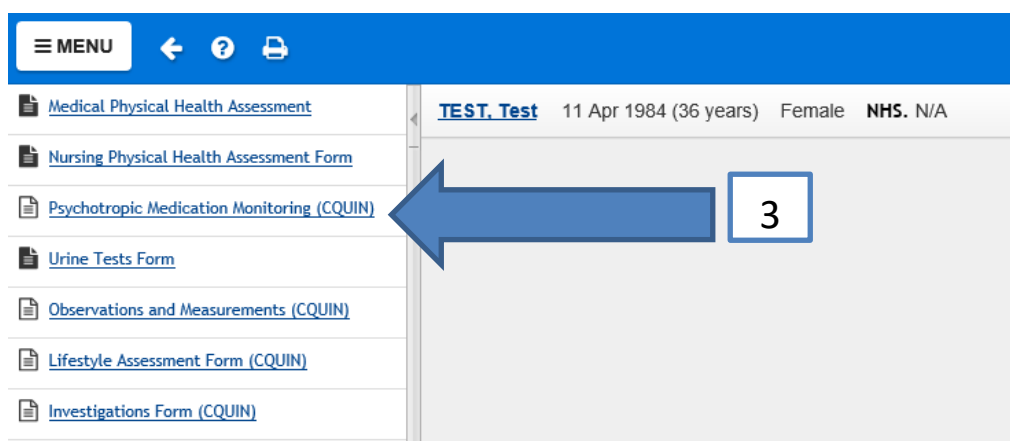 MENU
Medical Physical Health Assessment
TEST, Test 11 Apr 1984 (36 years) Female NHS. N/A
Nursing Physical Health Assessment Form
Psychotropic Medication Monitoring (CQUIN)
3
Urine Tests Form
Observations and Measurements (CQUIN)
Lifestyle Assessment Form (CQUIN)
Investigations Form (CQUIN)